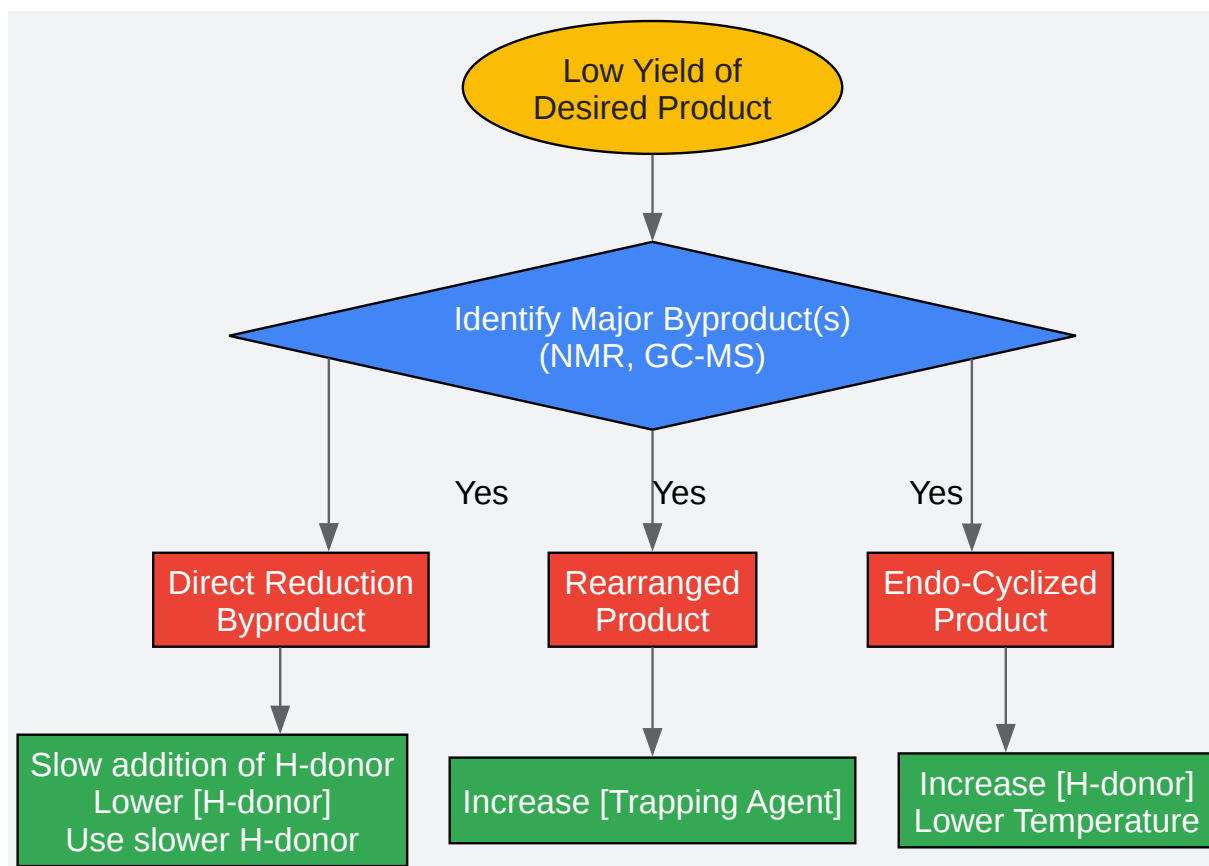 Low Yield of
Desired Product
Identify Major Byproduct(s)
(NMR, GC-MS)
Yes
Yes
Yes
Direct Reduction
Byproduct
Rearranged
Product
Endo-Cyclized
Product
Slow addition of H-donor
Lower [H-donor]
Use slower H-donor
Increase [Trapping Agent]
Increase [H-donor]
Lower Temperature